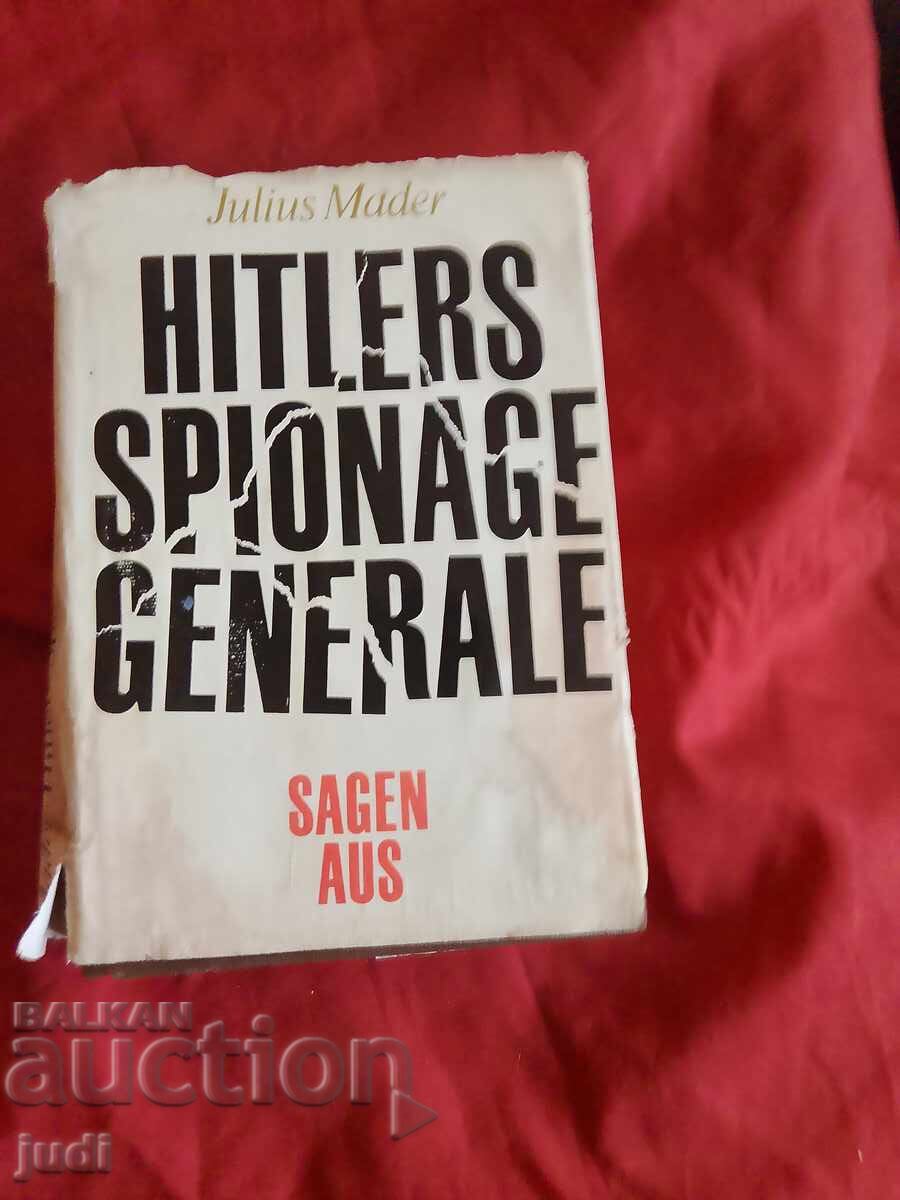 Julius Mader
HITLERS
SPIONAGE
GENERALE
SAGEN
AUS
BALKAN
auction
judi